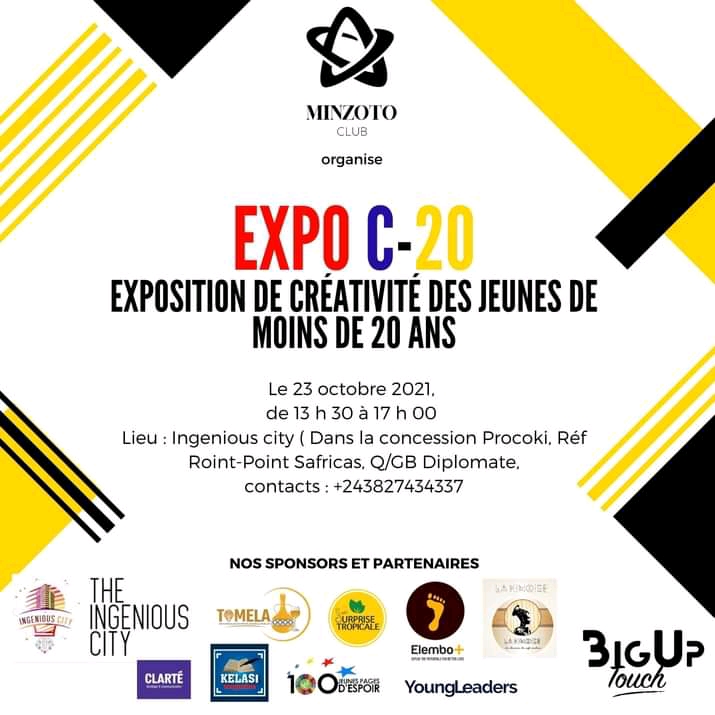 MINZOTO
CLUB
organise
EXPO C-20
EXPOSITION DE CRÉATIVITÉ DES JEUNES DE
MOINS DE 20 ANS
Le 23 octobre 2021,
de 13 h 30 à 17 h 00
Lieu : Ingenious city ( Dans la concession Procoki, Réf
Roint-Point Safricas, Q/GB Diplomate,
contacts : +243827434337
NOS SPONSORS ET PARTENAIRES
INGENIOUS CITY
THE
INGENIOUS
CITY
TOMELA
SURPRISE
TROPICALE
Elembo+
LA KINOISE
LA KINOISE
BIGUP
Touch
CLARTÉ
KELASI
100 JEUNES PAGES
D'ESPOIR
YoungLeaders